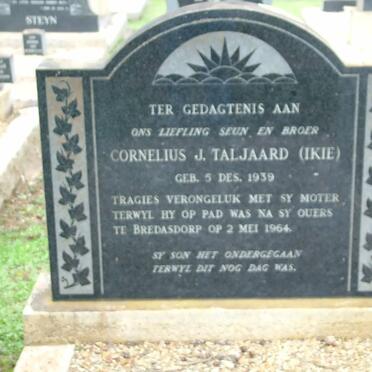 STEYN
TER GEDAGTENIS AAN
ONS LIEFLING SEUN EN BROER
CORNELIUS J. TALJAARD (IKIE)
GEB. 5 DES. 1939
TRAGIES VERONGELUK MET SY MOTER
TERWYL HY OP PAD WAS NA SY OUERS
TE BREDASDORP OP 2 MEI 1964.
SY SON HET ONDERGEGAAN
TERWYL DIT NOG DAG WAS.